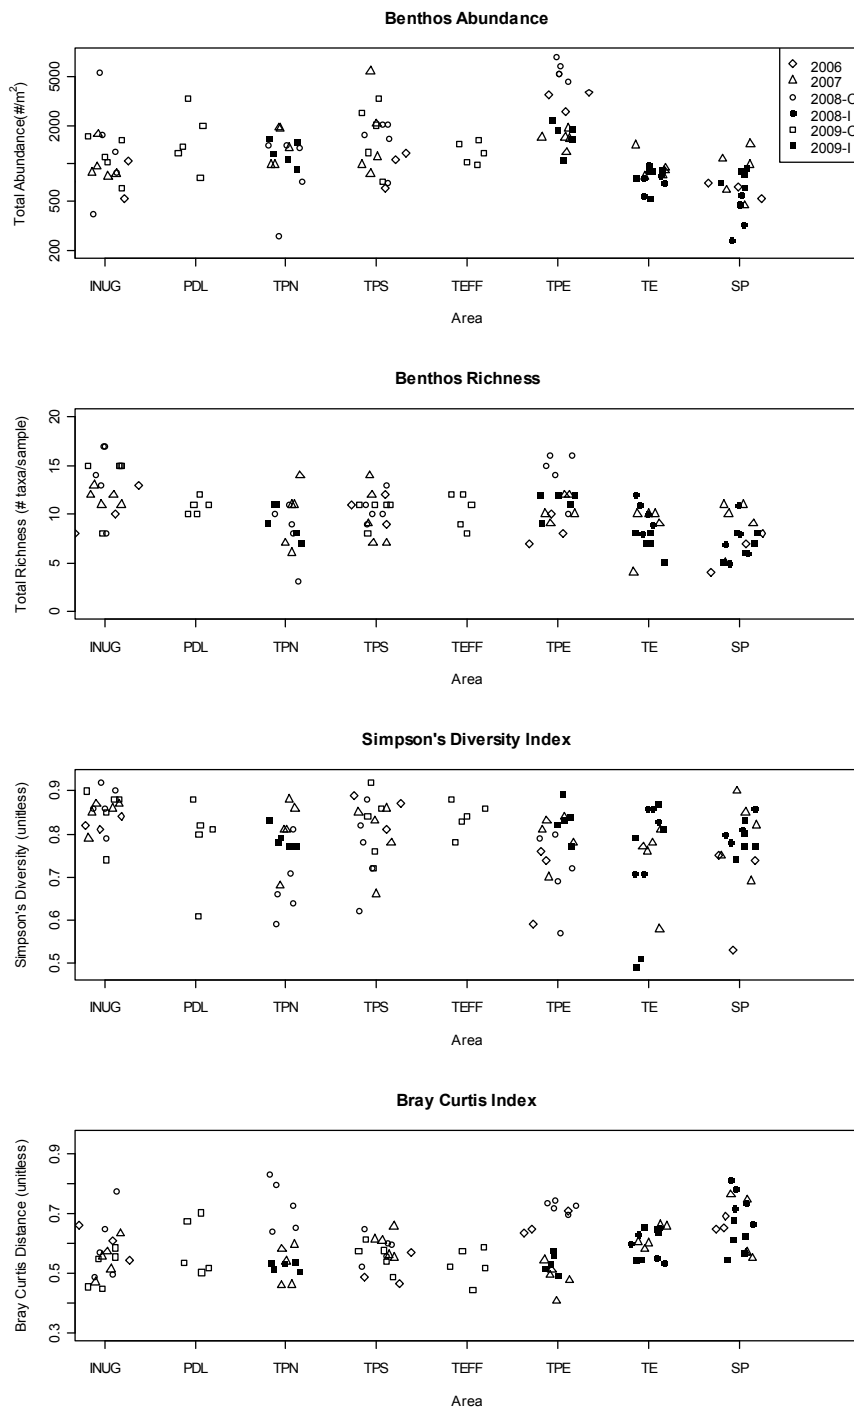 Benthos Abundance
Total Abundance(#/m²)
5000
2000
500
200
2006
2007
2008-C
2008-I
2009-C
2009-I
INUG PDL TPN TPS TEFF TPE TE SP
Area
Benthos Richness
Total Richness (# taxa/sample)
20
15
10
5
0
INUG PDL TPN TPS TEFF TPE TE SP
Area
Simpson's Diversity Index
Simpson's Diversity (unitless)
0.9
0.8
0.7
0.6
0.5
INUG PDL TPN TPS TEFF TPE TE SP
Area
Bray Curtis Index
Bray Curtis Distance (unitless)
0.9
0.7
0.5
0.3
INUG PDL TPN TPS TEFF TPE TE SP
Area